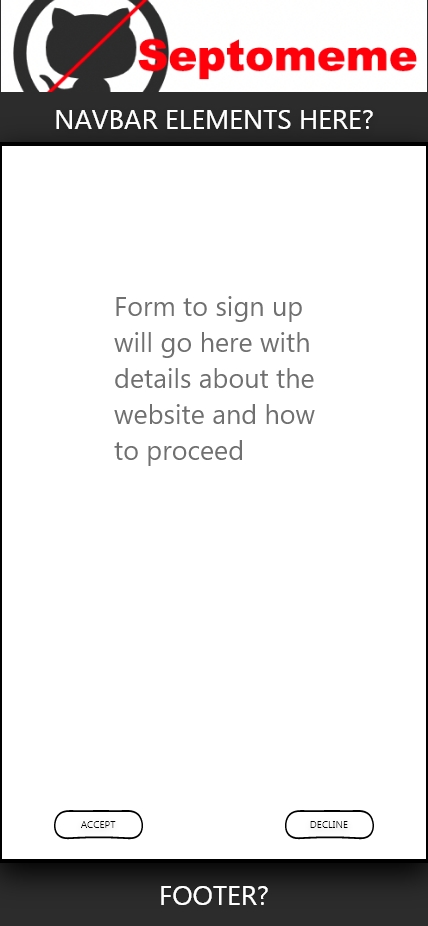 Septomeme
NAVBAR ELEMENTS HERE?
Form to sign up
will go here with
details about the
website and how
to proceed
ACCEPT
DECLINE
FOOTER?